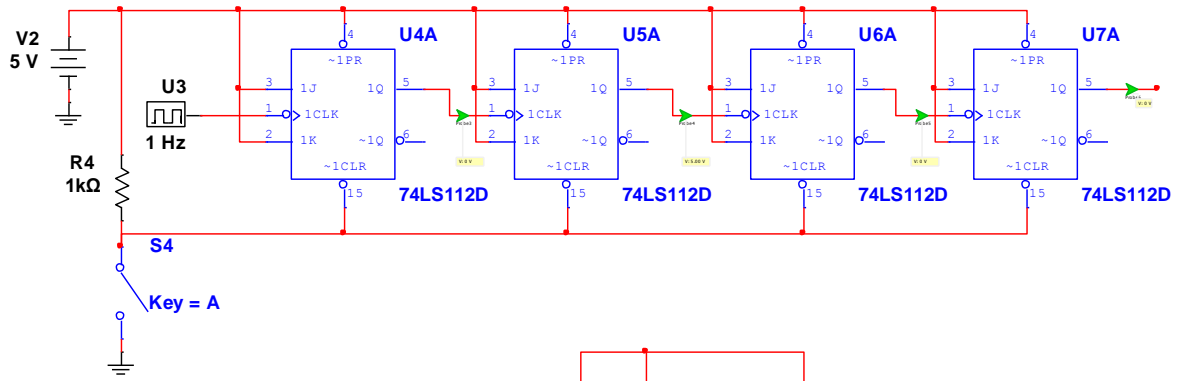 V2
5 V
U3
1 Hz
R4
1kΩ
S4
Key = A
4 U4A
~1PR
3 1J 1Q 5
1 1CLK
2 1K ~1Q 6
~1CLR
15 74LS112D
V: 0 V
4 U5A
~1PR
3 1J 1Q 5
1 1CLK
2 1K ~1Q 6
~1CLR
15 74LS112D
V: 5.00 V
4 U6A
~1PR
3 1J 1Q 5
1 1CLK
2 1K ~1Q 6
~1CLR
15 74LS112D
V: 0 V
4 U7A
~1PR
3 1J 1Q 5
1 1CLK
2 1K ~1Q 6
~1CLR
15 74LS112D
V: 0 V